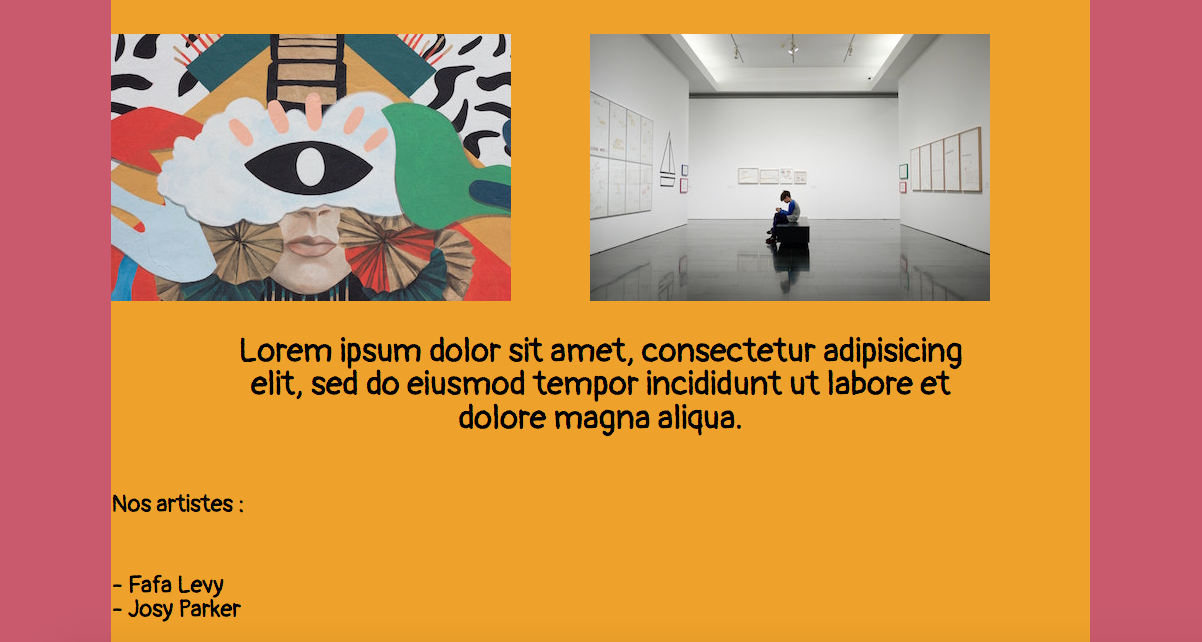 Lorem ipsum dolor sit amet, consectetur adipisicing
elit, sed do eiusmod tempor incididunt ut labore et
dolore magna aliqua.
Nos artistes :
- Fafa Levy
- Josy Parker